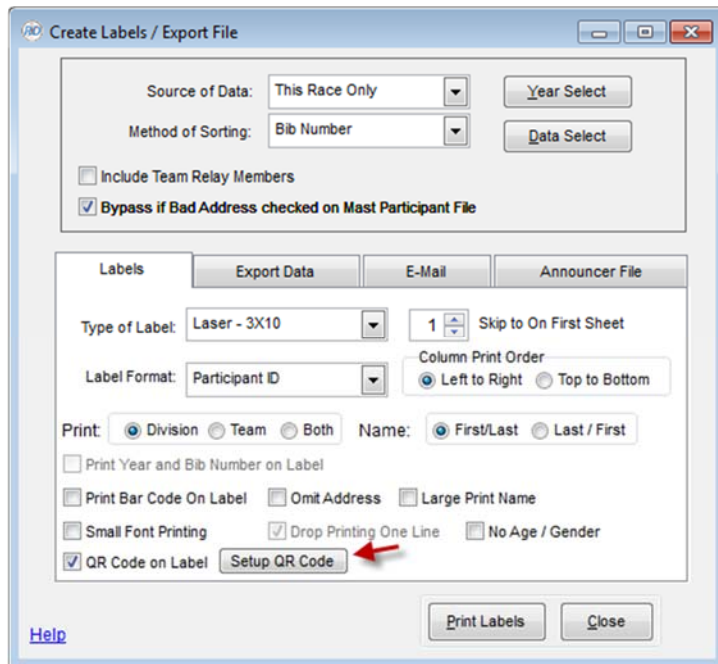 Create Labels / Export File
Source of Data: This Race Only Year Select
Method of Sorting: Bib Number Data Select
Include Team Relay Members
Bypass if Bad Address checked on Mast Participant File
Labels Export Data E-Mail Announcer File
Type of Label: Laser - 3X10 1 Skip to On First Sheet
Column Print Order
Label Format: Participant ID Left to Right Top to Bottom
Print: Division Team Both Name: First/Last Last / First
Print Year and Bib Number on Label
Print Bar Code On Label Omit Address Large Print Name
Small Font Printing Drop Printing One Line No Age / Gender
QR Code on Label Setup QR Code
Print Labels Close
Help